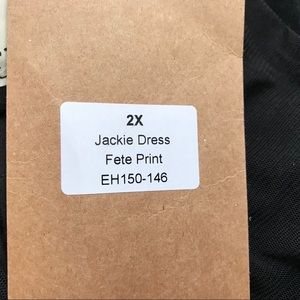 2X
Jackie Dress
Fete Print
EH150-146